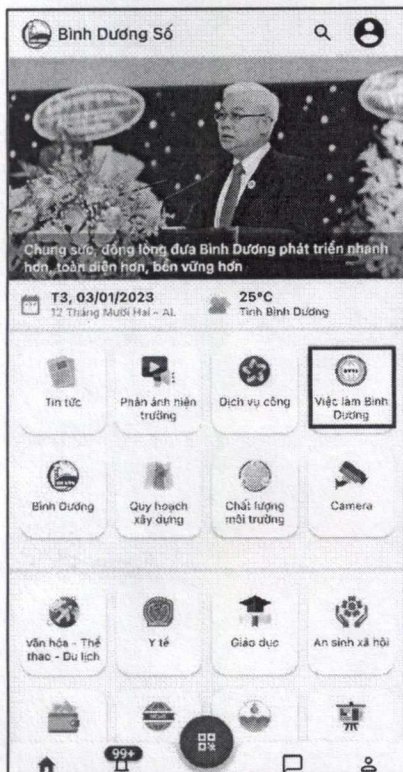 Bình Dương Số
Chung sức, đồng lòng đưa Bình Dương phát triển nhanh
hơn, toàn diện hơn, bền vững hơn
T3, 03/01/2023
12 Tháng Mười Hai - AL
25°C
Tỉnh Bình Dương
Tin tức
Phản ánh hiện
trường
Dịch vụ công
Việc làm Bình
Dương
Bình Dương
Quy hoạch
xây dựng
Chất lượng
môi trường
Camera
Văn hóa - Thể
thao - Du lịch
Y tế
Giáo dục
An sinh xã hội
NEWS
99+